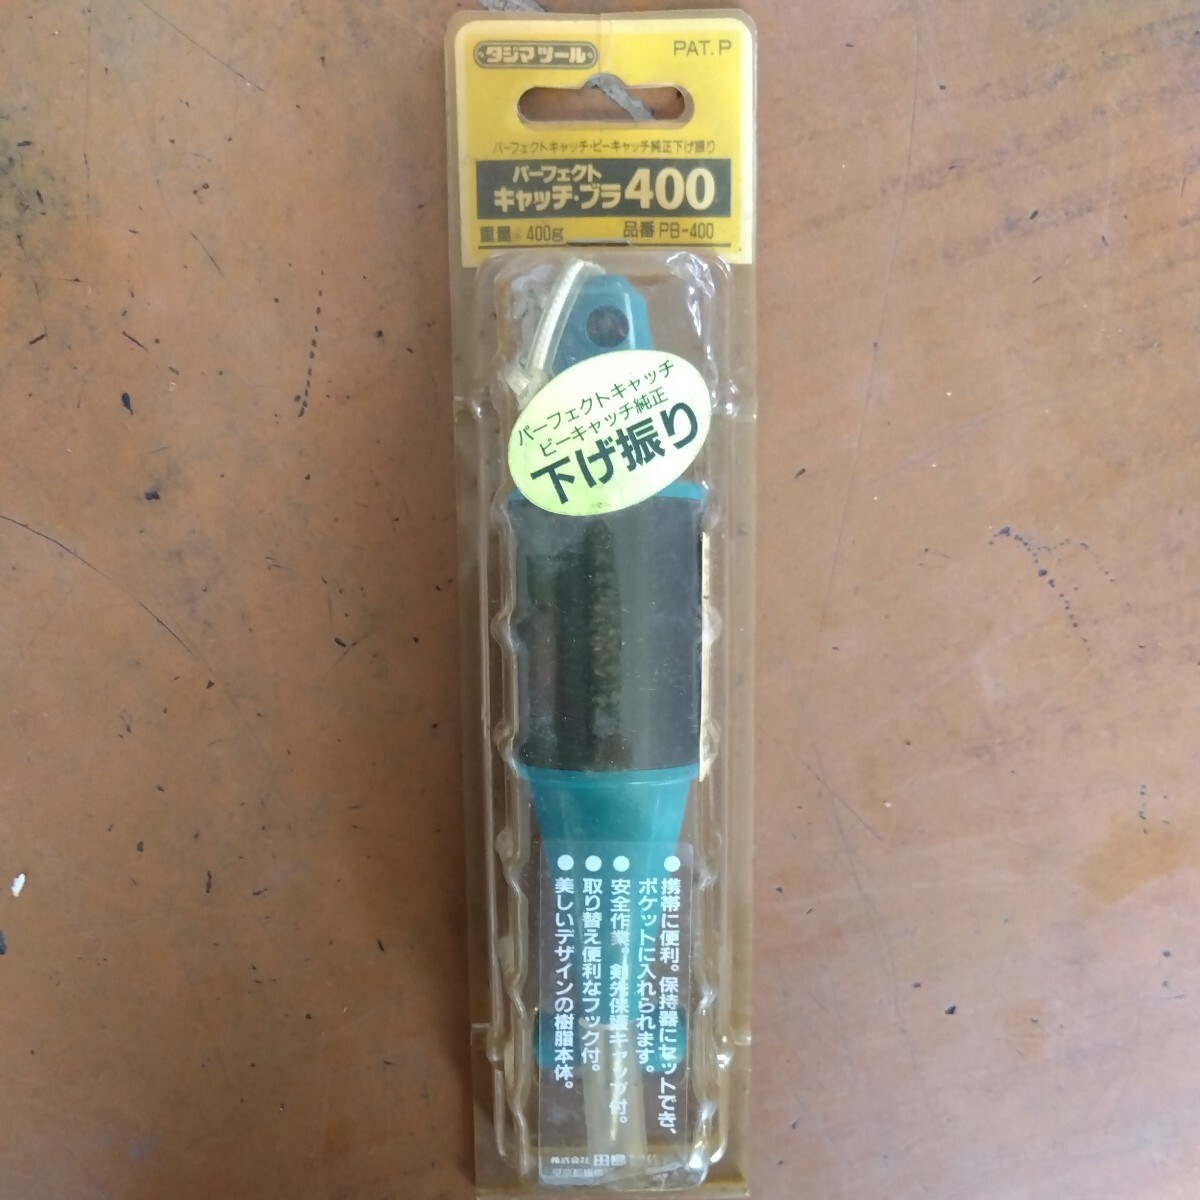 タジマツール
PAT.P
パーフェクトキャッチ・ピーキャッチ純正下げ振り
パーフェクト
キャッチ・ブラ400
重量 400g
品番 PB-400
パーフェクトキャッチ
ピーキャッチ純正
下げ振り
●携帯に便利。保持器にセットでき、
ポケットに入れられます。
●安全作業。剣先保護キャップ付。
●取り替え便利なフック付。
●美しいデザインの樹脂本体。
株式会社